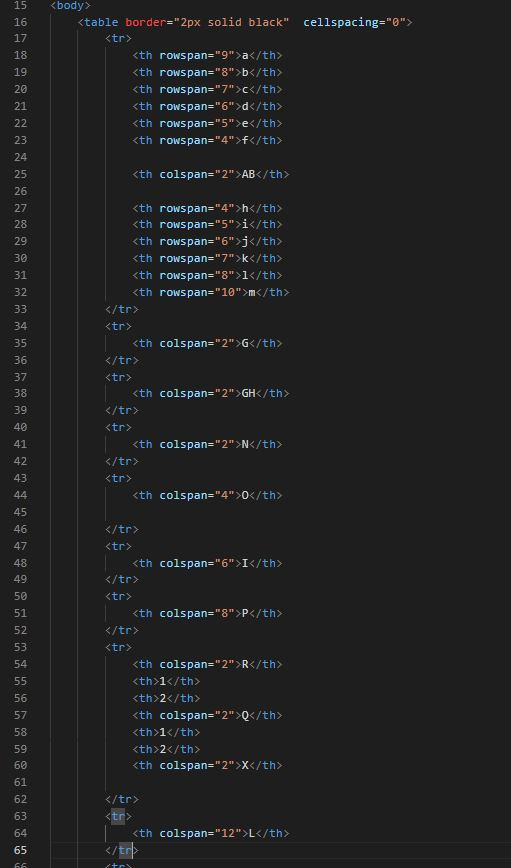 15 <body>
16 <table border="2px solid black"  cellspacing="0">
17 <tr>
18 <th rowspan="9">a</th>
19 <th rowspan="8">b</th>
20 <th rowspan="7">c</th>
21 <th rowspan="6">d</th>
22 <th rowspan="5">e</th>
23 <th rowspan="4">f</th>
24
25 <th colspan="2">AB</th>
26
27 <th rowspan="4">h</th>
28 <th rowspan="5">i</th>
29 <th rowspan="6">j</th>
30 <th rowspan="7">k</th>
31 <th rowspan="8">l</th>
32 <th rowspan="10">m</th>
33 </tr>
34 <tr>
35 <th colspan="2">G</th>
36 </tr>
37 <tr>
38 <th colspan="2">GH</th>
39 </tr>
40 <tr>
41 <th colspan="2">N</th>
42 </tr>
43 <tr>
44 <th colspan="4">O</th>
45
46 </tr>
47 <tr>
48 <th colspan="6">I</th>
49 </tr>
50 <tr>
51 <th colspan="8">P</th>
52 </tr>
53 <tr>
54 <th colspan="2">R</th>
55 <th>1</th>
56 <th>2</th>
57 <th colspan="2">Q</th>
58 <th>1</th>
59 <th>2</th>
60 <th colspan="2">X</th>
61
62 </tr>
63 <tr>
64 <th colspan="12">L</th>
65 </tr>
66 <tr>